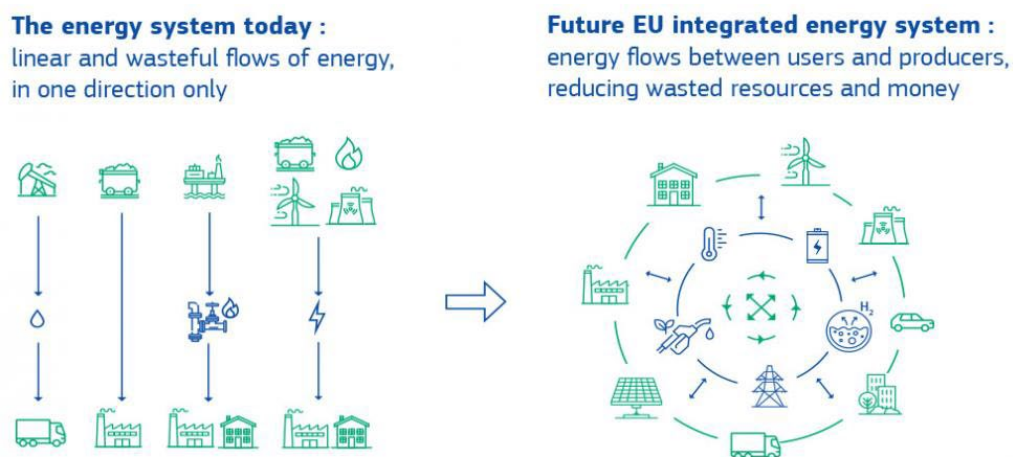 The energy system today :
linear and wasteful flows of energy,
in one direction only
Future EU integrated energy system :
energy flows between users and producers,
reducing wasted resources and money
H₂